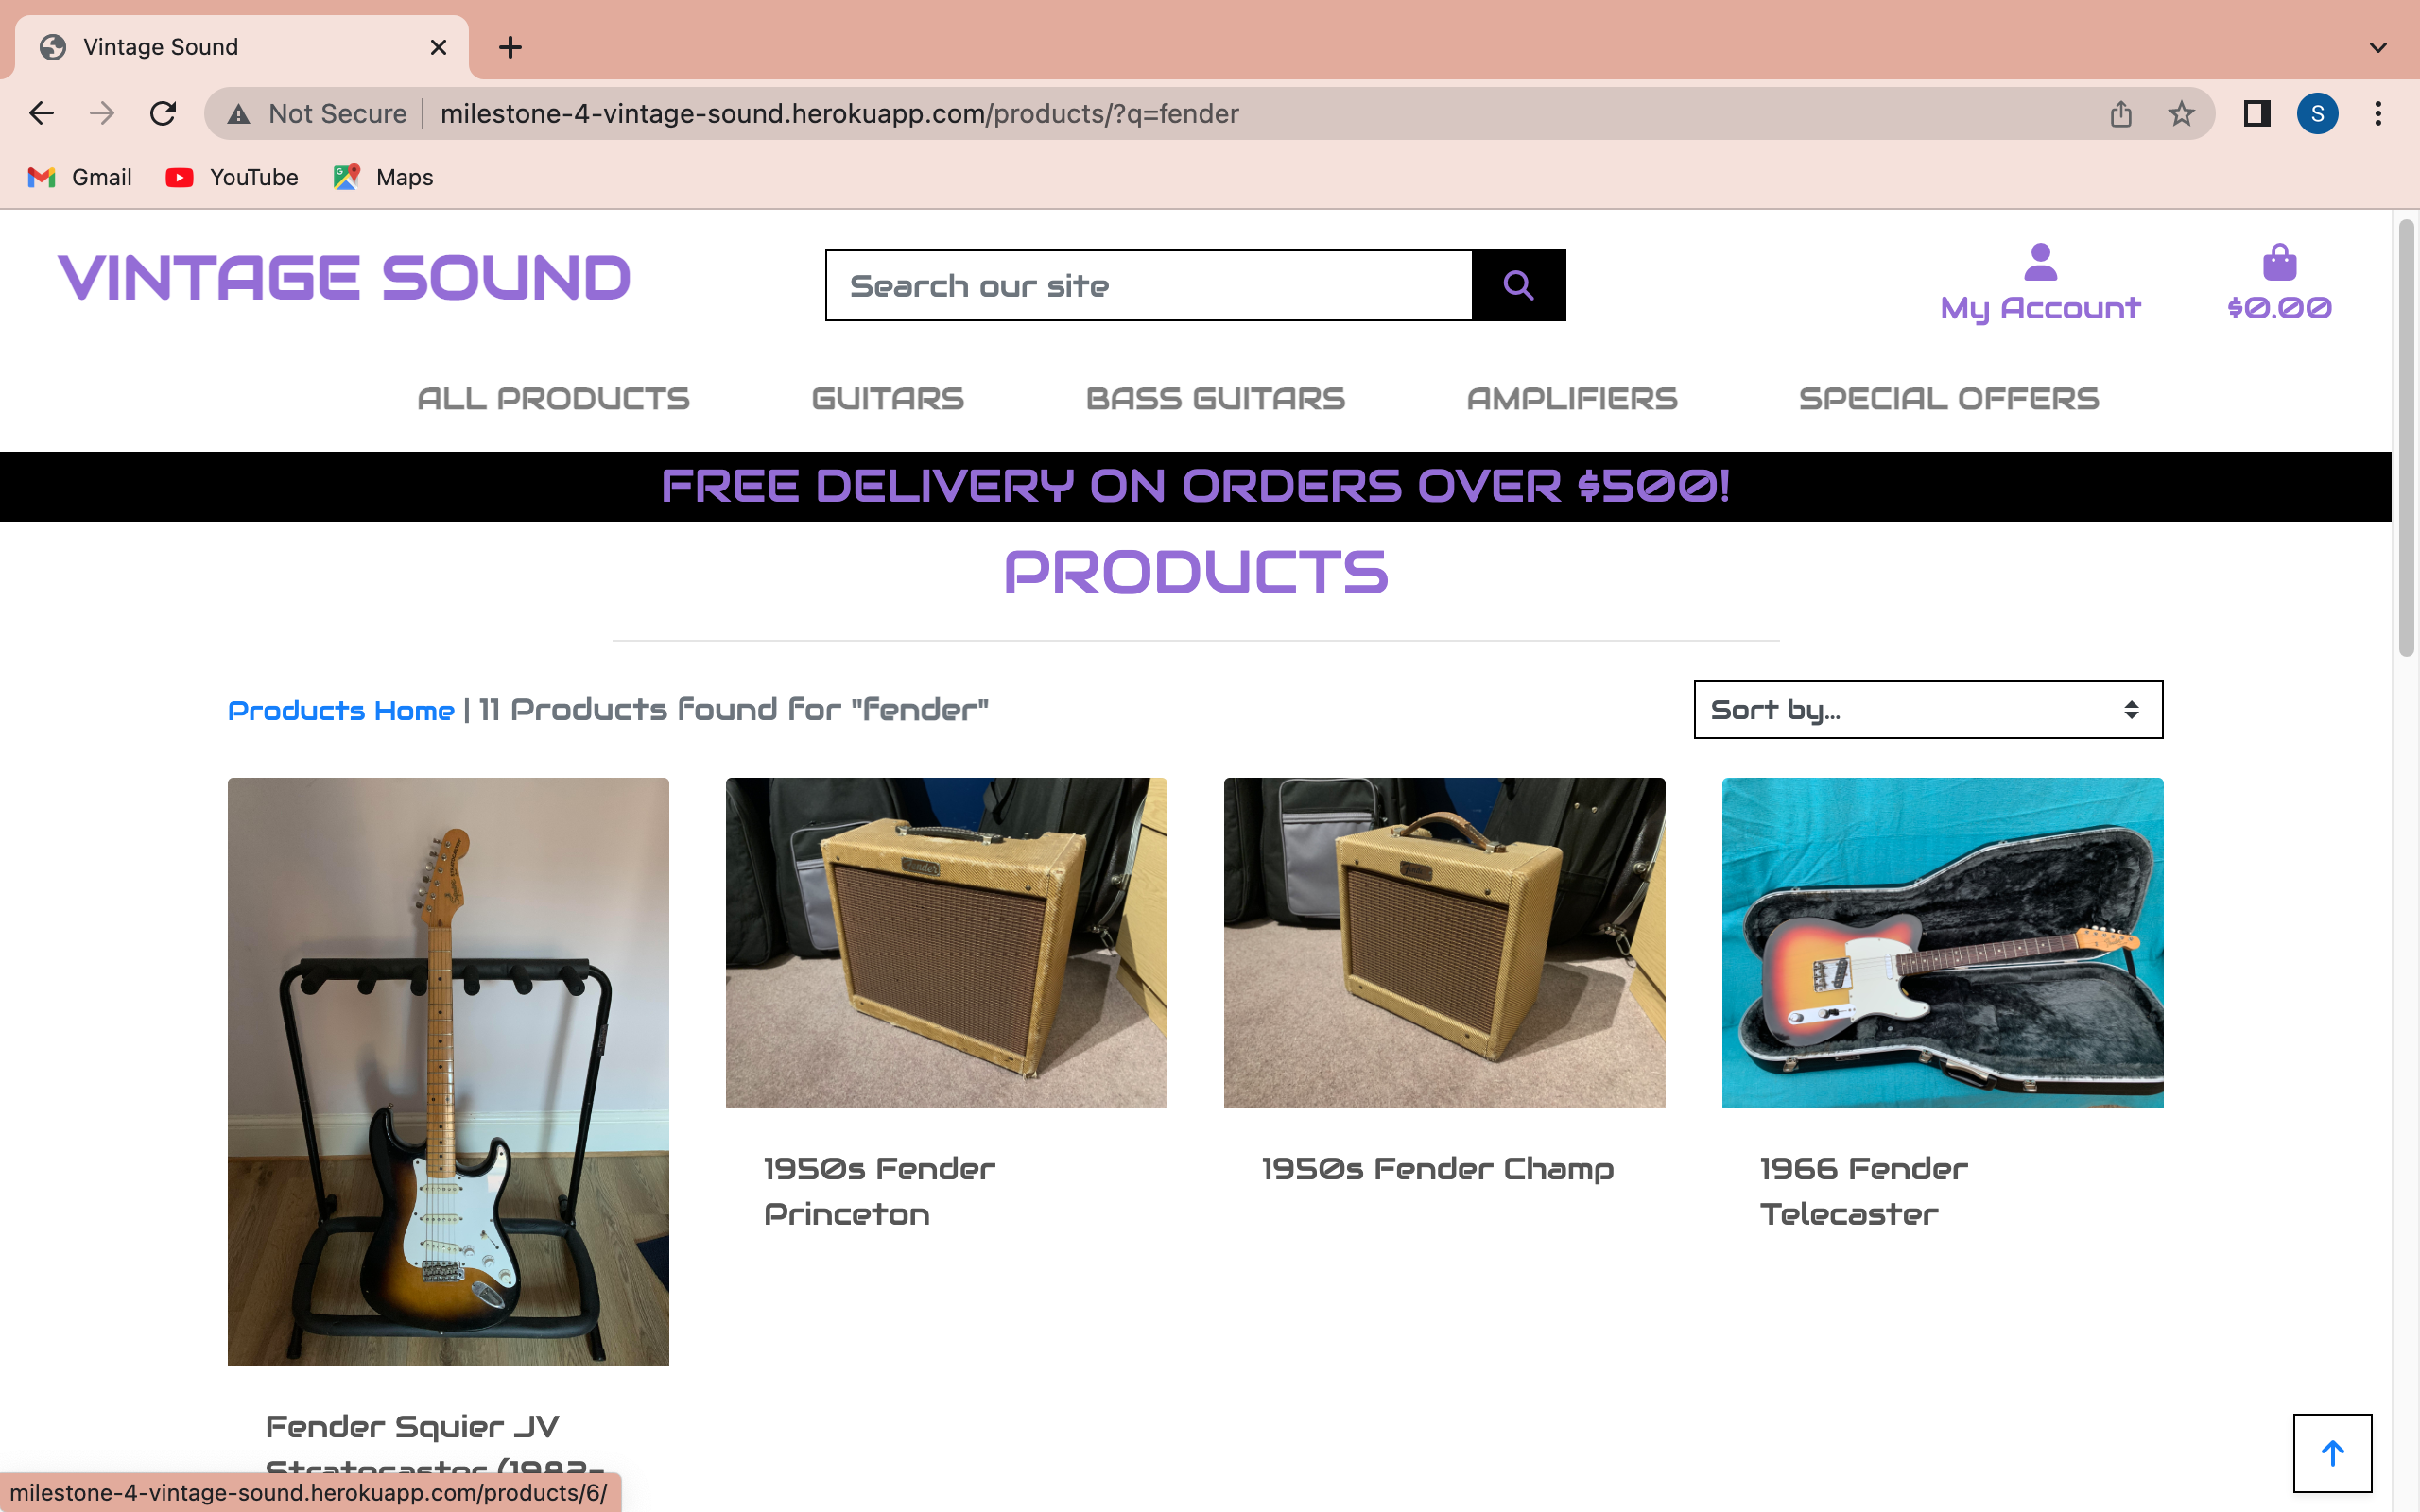 Vintage Sound
Not Secure
milestone-4-vintage-sound.herokuapp.com/products/?q=fender
S
Gmail
YouTube
Maps
VINTAGE SOUND
Search our site
My Account
$0.00
ALL PRODUCTS
GUITARS
BASS GUITARS
AMPLIFIERS
SPECIAL OFFERS
FREE DELIVERY ON ORDERS OVER $500!
PRODUCTS
Products Home | 11 Products found for "fender"
Sort by...
Fender
1950s Fender
Princeton
1950s Fender Champ
1966 Fender
Telecaster
Fender Squier JV
Stratocaster (1982-
milestone-4-vintage-sound.herokuapp.com/products/6/